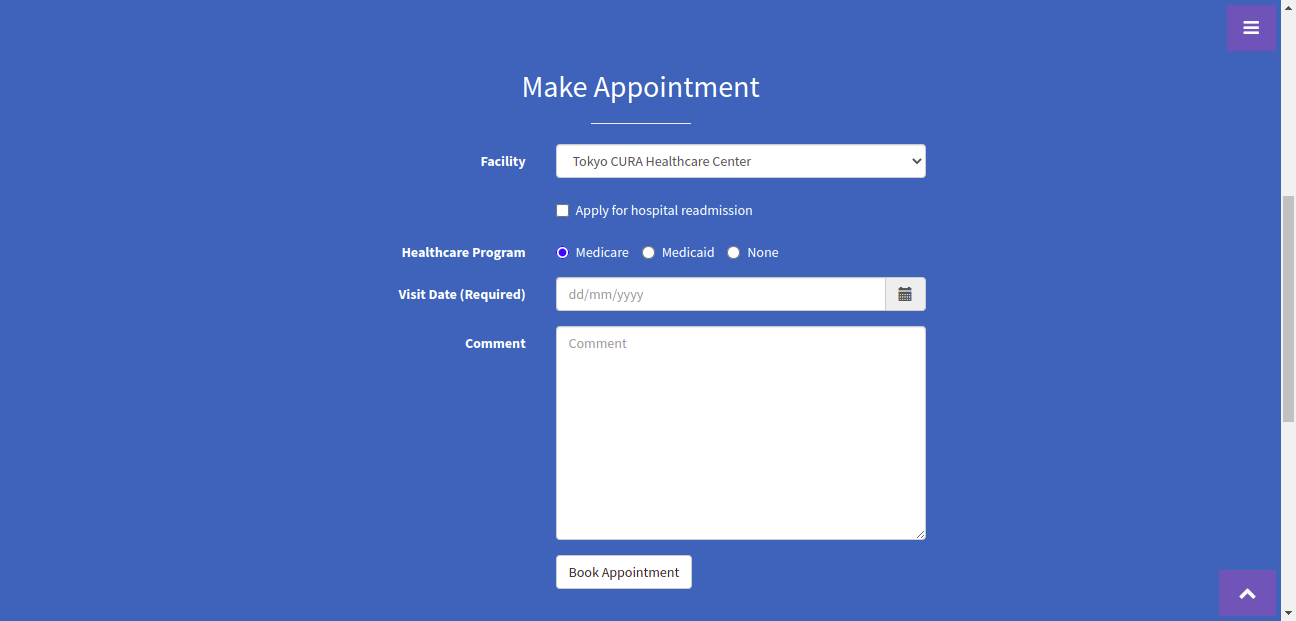 Make Appointment
Facility
Tokyo CURA Healthcare Center
Apply for hospital readmission
Healthcare Program
Medicare Medicaid None
Visit Date (Required)
dd/mm/yyyy
Comment
Comment
Book Appointment